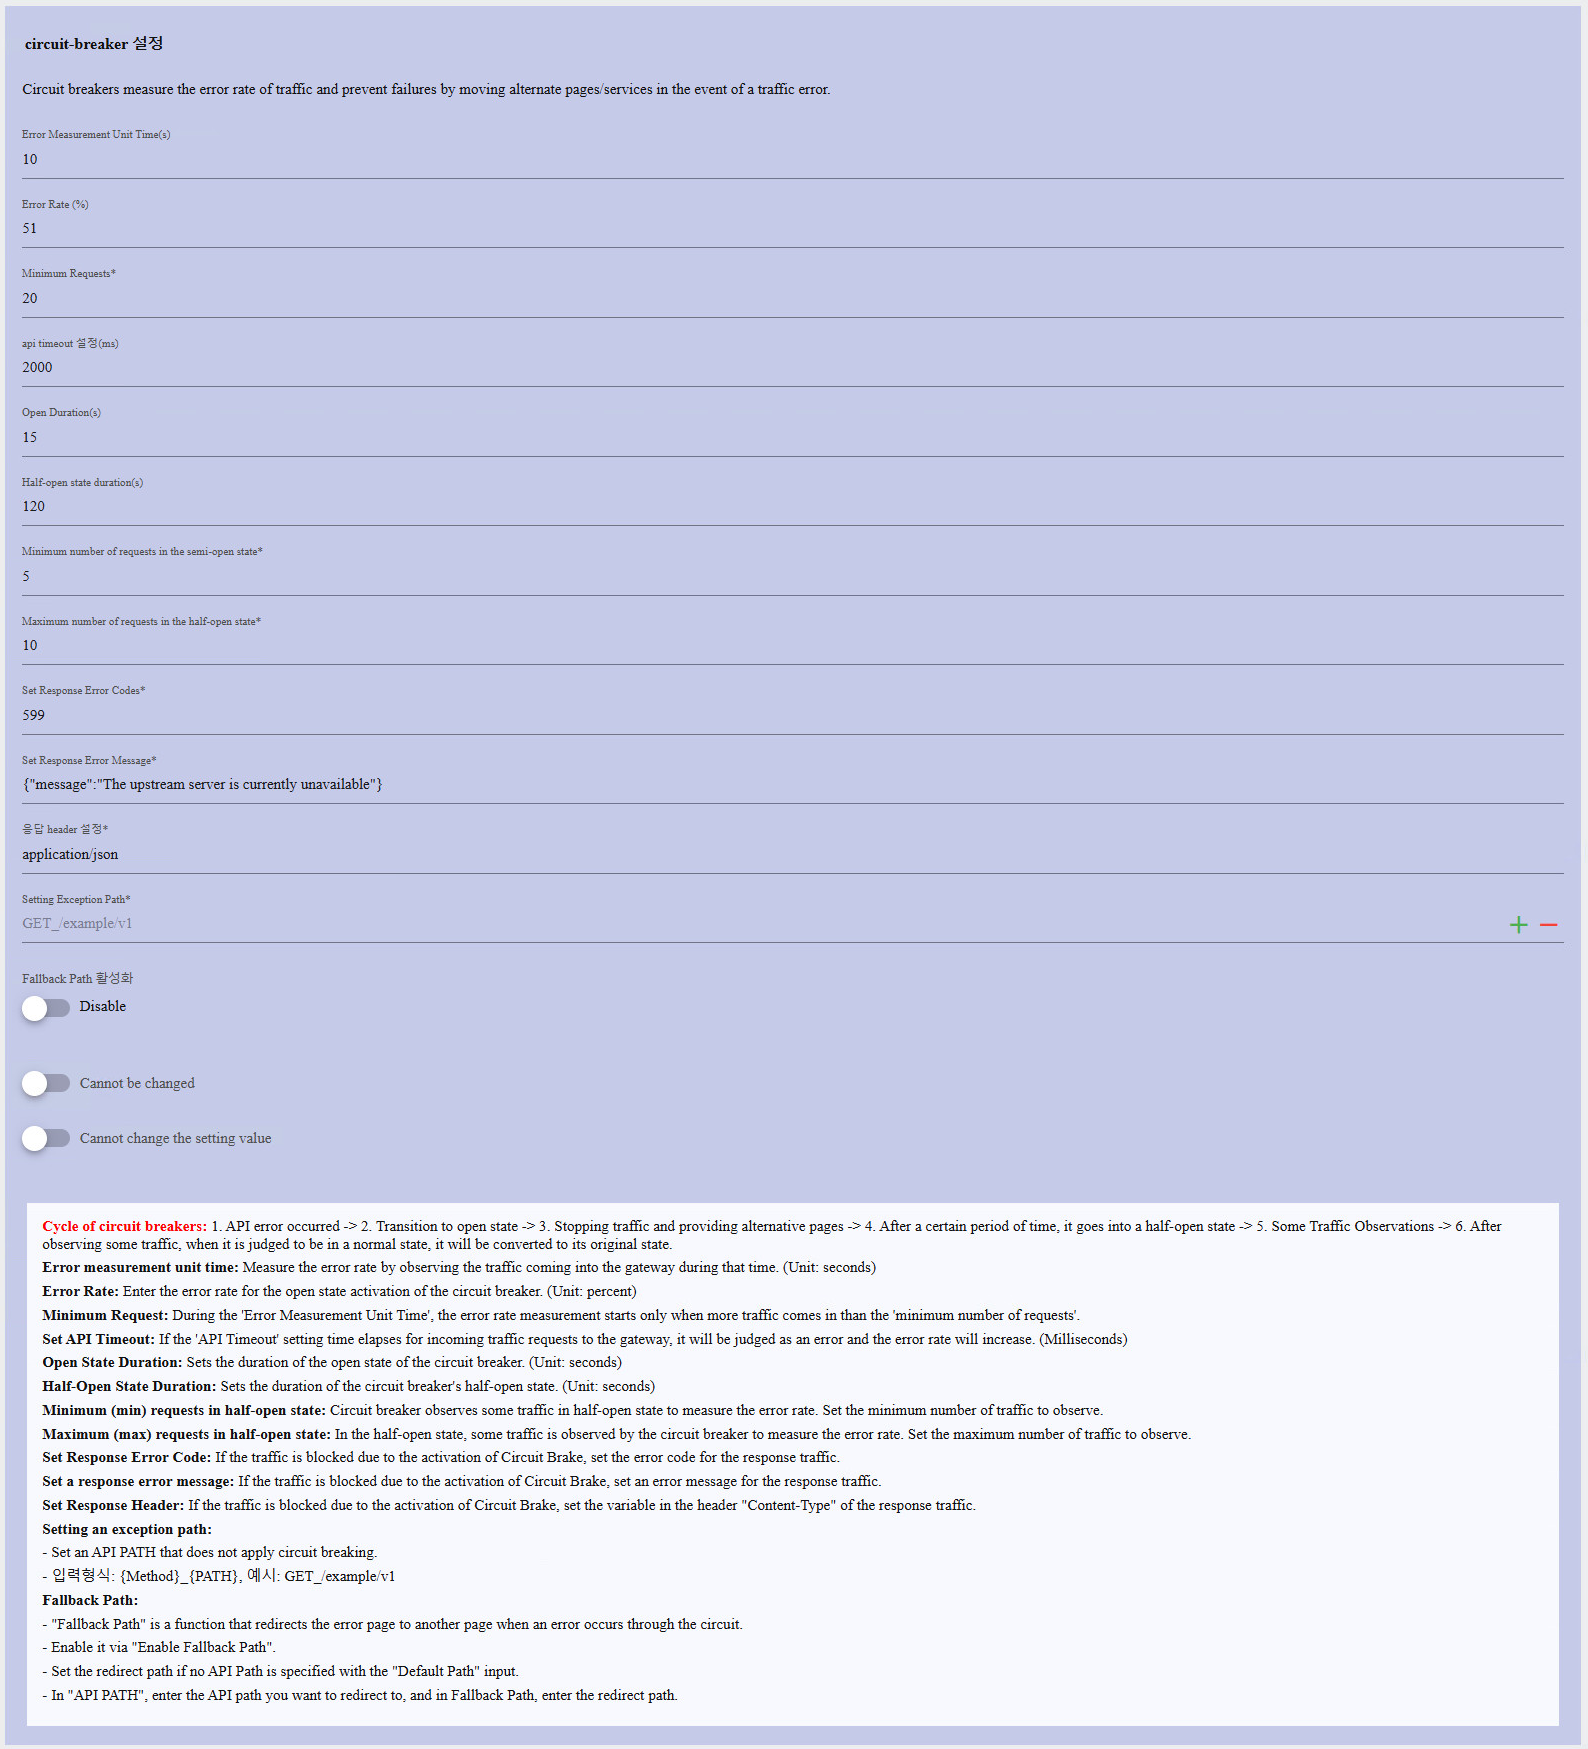 circuit-breaker 설정
Circuit breakers measure the error rate of traffic and prevent failures by moving alternate pages/services in the event of a traffic error.
Error Measurement Unit Time(s)
10
Error Rate (%)
51
Minimum Requests*
20
api timeout 설정(ms)
2000
Open Duration(s)
15
Half-open state duration(s)
120
Minimum number of requests in the semi-open state*
5
Maximum number of requests in the half-open state*
10
Set Response Error Codes*
599
Set Response Error Message*
{"message":"The upstream server is currently unavailable"}
응답 header 설정*
application/json
Setting Exception Path*
GET_/example/v1
Fallback Path 활성화
Disable
Cannot be changed
Cannot change the setting value
Cycle of circuit breakers: 1. API error occurred -> 2. Transition to open state -> 3. Stopping traffic and providing alternative pages -> 4. After a certain period of time, it goes into a half-open state -> 5. Some Traffic Observations -> 6. After
observing some traffic, when it is judged to be in a normal state, it will be converted to its original state.
Error measurement unit time: Measure the error rate by observing the traffic coming into the gateway during that time. (Unit: seconds)
Error Rate: Enter the error rate for the open state activation of the circuit breaker. (Unit: percent)
Minimum Request: During the 'Error Measurement Unit Time', the error rate measurement starts only when more traffic comes in than the 'minimum number of requests'.
Set API Timeout: If the 'API Timeout' setting time elapses for incoming traffic requests to the gateway, it will be judged as an error and the error rate will increase. (Milliseconds)
Open State Duration: Sets the duration of the open state of the circuit breaker. (Unit: seconds)
Half-Open State Duration: Sets the duration of the circuit breaker's half-open state. (Unit: seconds)
Minimum (min) requests in half-open state: Circuit breaker observes some traffic in half-open state to measure the error rate. Set the minimum number of traffic to observe.
Maximum (max) requests in half-open state: In the half-open state, some traffic is observed by the circuit breaker to measure the error rate. Set the maximum number of traffic to observe.
Set Response Error Code: If the traffic is blocked due to the activation of Circuit Brake, set the error code for the response traffic.
Set a response error message: If the traffic is blocked due to the activation of Circuit Brake, set an error message for the response traffic.
Set Response Header: If the traffic is blocked due to the activation of Circuit Brake, set the variable in the header "Content-Type" of the response traffic.
Setting an exception path:
- Set an API PATH that does not apply circuit breaking.
- 입력형식: {Method}_{PATH}, 예시: GET_/example/v1
Fallback Path:
- "Fallback Path" is a function that redirects the error page to another page when an error occurs through the circuit.
- Enable it via "Enable Fallback Path".
- Set the redirect path if no API Path is specified with the "Default Path" input.
- In "API PATH", enter the API path you want to redirect to, and in Fallback Path, enter the redirect path.